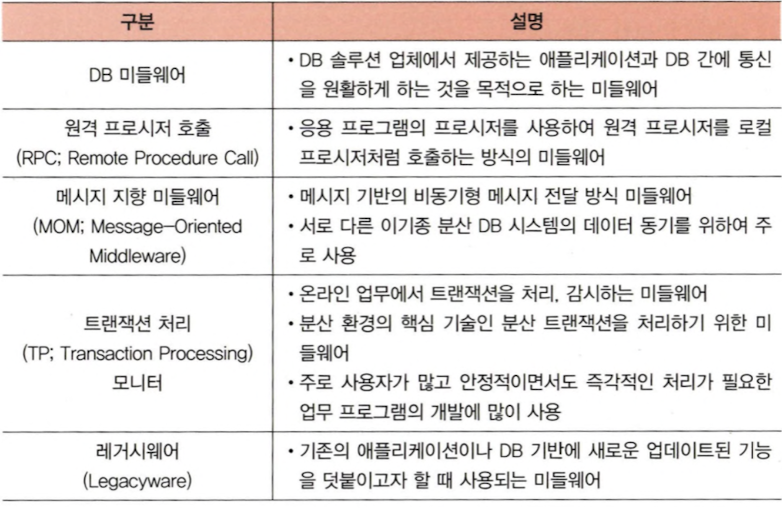 구분
설명
DB 미들웨어
• DB 솔루션 업체에서 제공하는 애플리케이션과 DB 간에 통신
을 원활하게 하는 것을 목적으로 하는 미들웨어
원격 프로시저 호출
(RPC; Remote Procedure Call)
• 응용 프로그램의 프로시저를 사용하여 원격 프로시저를 로컬
프로시저처럼 호출하는 방식의 미들웨어
메시지 지향 미들웨어
(MOM; Message-Oriented
Middleware)
• 메시지 기반의 비동기형 메시지 전달 방식 미들웨어
• 서로 다른 이기종 분산 DB 시스템의 데이터 동기를 위하여 주
로 사용
트랜잭션 처리
(TP; Transaction Processing)
모니터
• 온라인 업무에서 트랜잭션을 처리, 감시하는 미들웨어
• 분산 환경의 핵심 기술인 분산 트랜잭션을 처리하기 위한 미
들웨어
• 주로 사용자가 많고 안정적이면서도 즉각적인 처리가 필요한
업무 프로그램의 개발에 많이 사용
레거시웨어
(Legacyware)
• 기존의 애플리케이션이나 DB 기반에 새로운 업데이트된 기능
을 덧붙이고자 할 때 사용되는 미들웨어